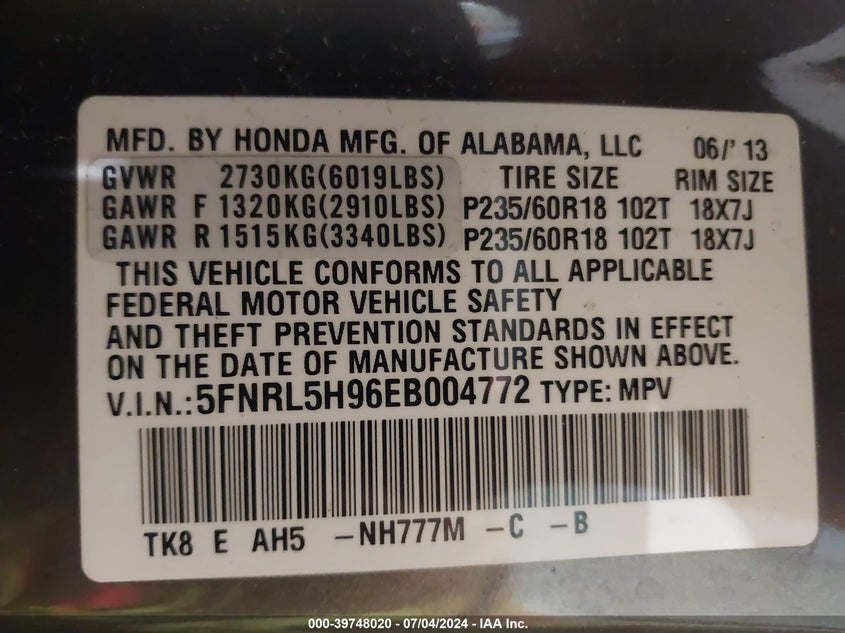 MFD. BY HONDA MFG. OF ALABAMA, LLC 06/' 13
GVWR 2730KG(6019LBS) TIRE SIZE RIM SIZE
GAWR F 1320KG(2910LBS) P235/60R18 102T 18X7J
GAWR R 1515KG(3340LBS) P235/60R18 102T 18X7J
THIS VEHICLE CONFORMS TO ALL APPLICABLE
FEDERAL MOTOR VEHICLE SAFETY
AND THEFT PREVENTION STANDARDS IN EFFECT
ON THE DATE OF MANUFACTURE SHOWN ABOVE.
V.I.N.: 5FNRL5H96EB004772 TYPE: MPV
TK8 E AH5 -NH777M -C -B
000-39748020 / 07/04/2024 - IAA Inc.